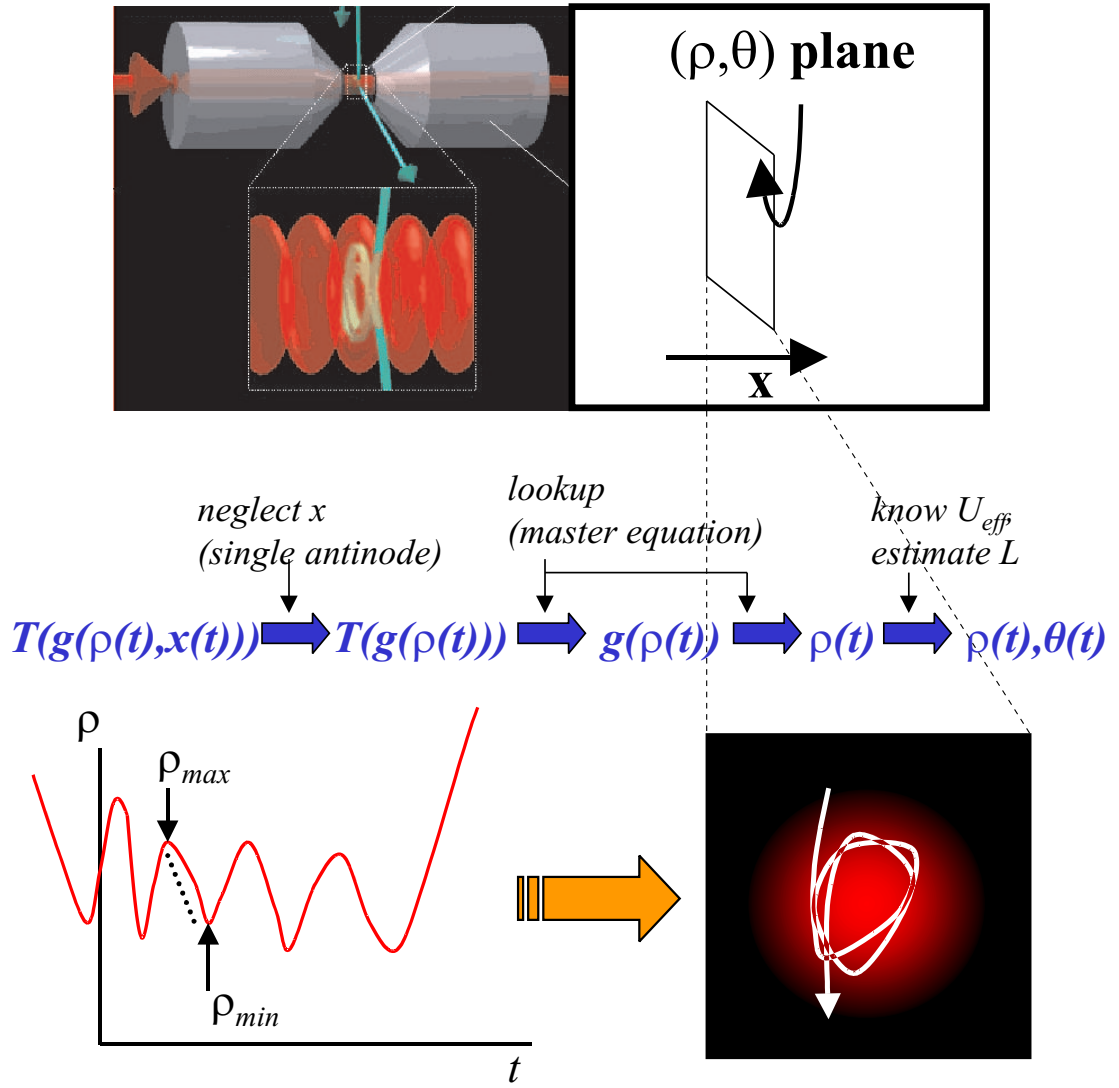 (ρ,θ) plane
x
neglect x
(single antinode)
lookup
(master equation)
know U_eff,
estimate L
T(g(ρ(t),x(t))) T(g(ρ(t))) g(ρ(t)) ρ(t) ρ(t),θ(t)
ρ
ρ_max
ρ_min
t